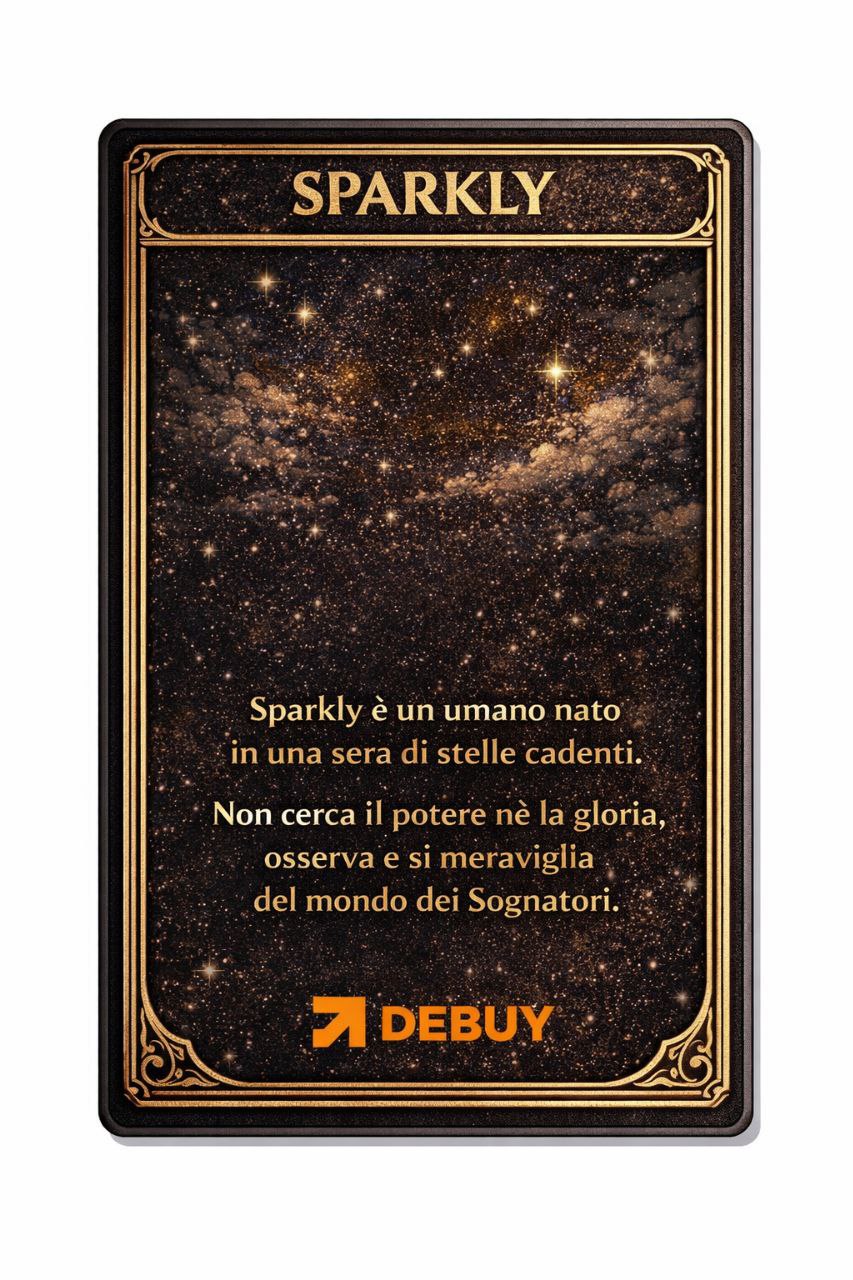 SPARKLY
Sparkly è un umano nato
in una sera di stelle cadenti.
Non cerca il potere nè la gloria,
osserva e si meraviglia
del mondo dei Sognatori.
DEBUY